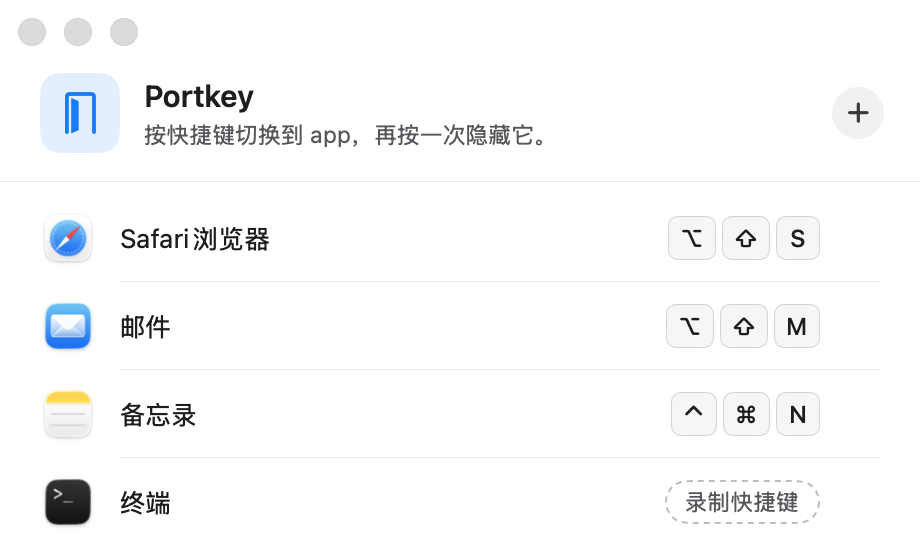 Portkey
按快捷键切换到 app，再按一次隐藏它。
Safari浏览器 ⌥ ⇧ S
邮件 ⌥ ⇧ M
备忘录 ^ ⌘ N
>_
终端 录制快捷键